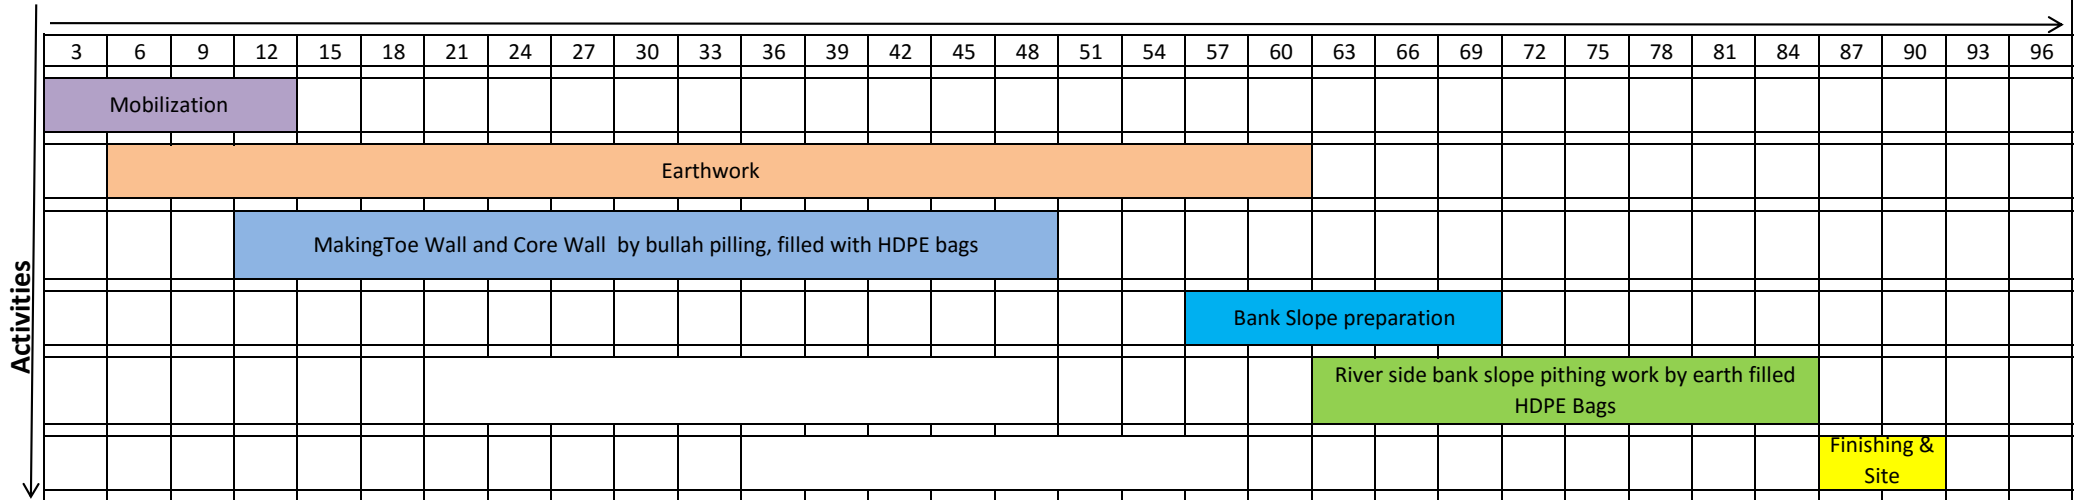 3 6 9 12 15 18 21 24 27 30 33 36 39 42 45 48 51 54 57 60 63 66 69 72 75 78 81 84 87 90 93 96
Mobilization
Earthwork
MakingToe Wall and Core Wall by bullah pilling, filled with HDPE bags
Activities
Bank Slope preparation
River side bank slope pithing work by earth filled
HDPE Bags
Finishing &
Site